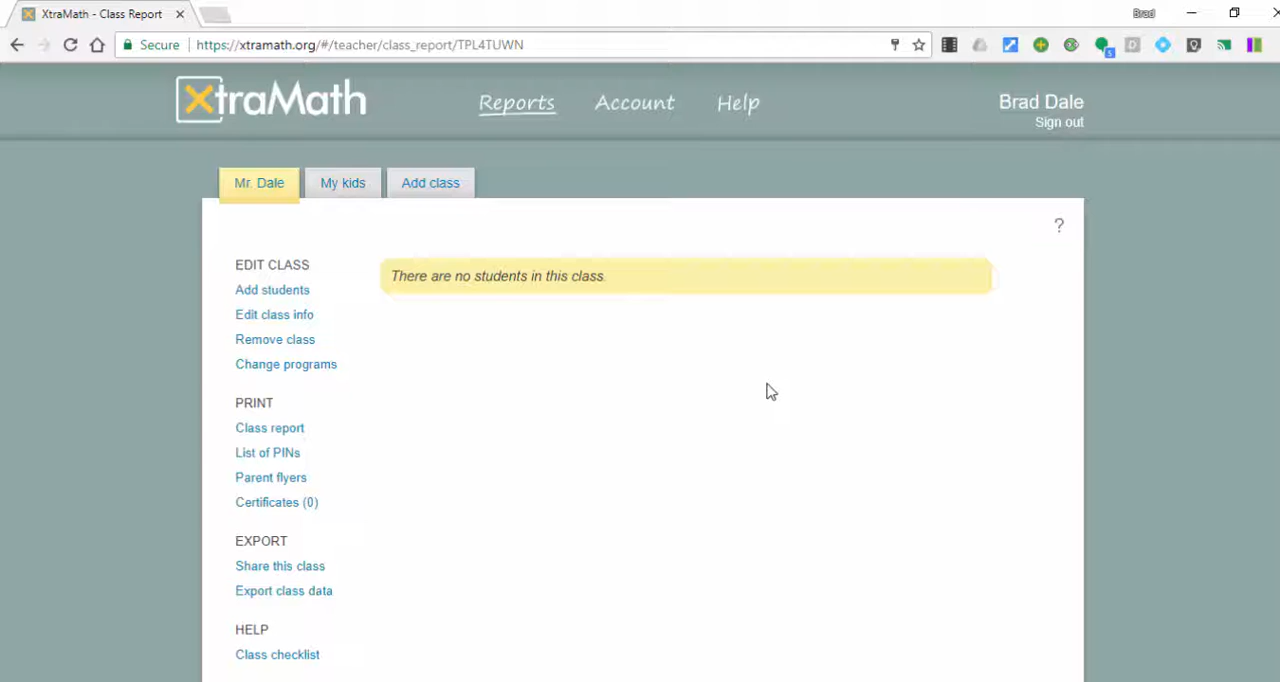 XtraMath - Class Report
Brad
Secure https://xtramath.org/#/teacher/class_report/TPL4TUWN
XtraMath
Reports Account Help
Brad Dale
Sign out
Mr. Dale My kids Add class
?
EDIT CLASS
Add students
Edit class info
Remove class
Change programs
There are no students in this class.
PRINT
Class report
List of PINs
Parent flyers
Certificates (0)
EXPORT
Share this class
Export class data
HELP
Class checklist